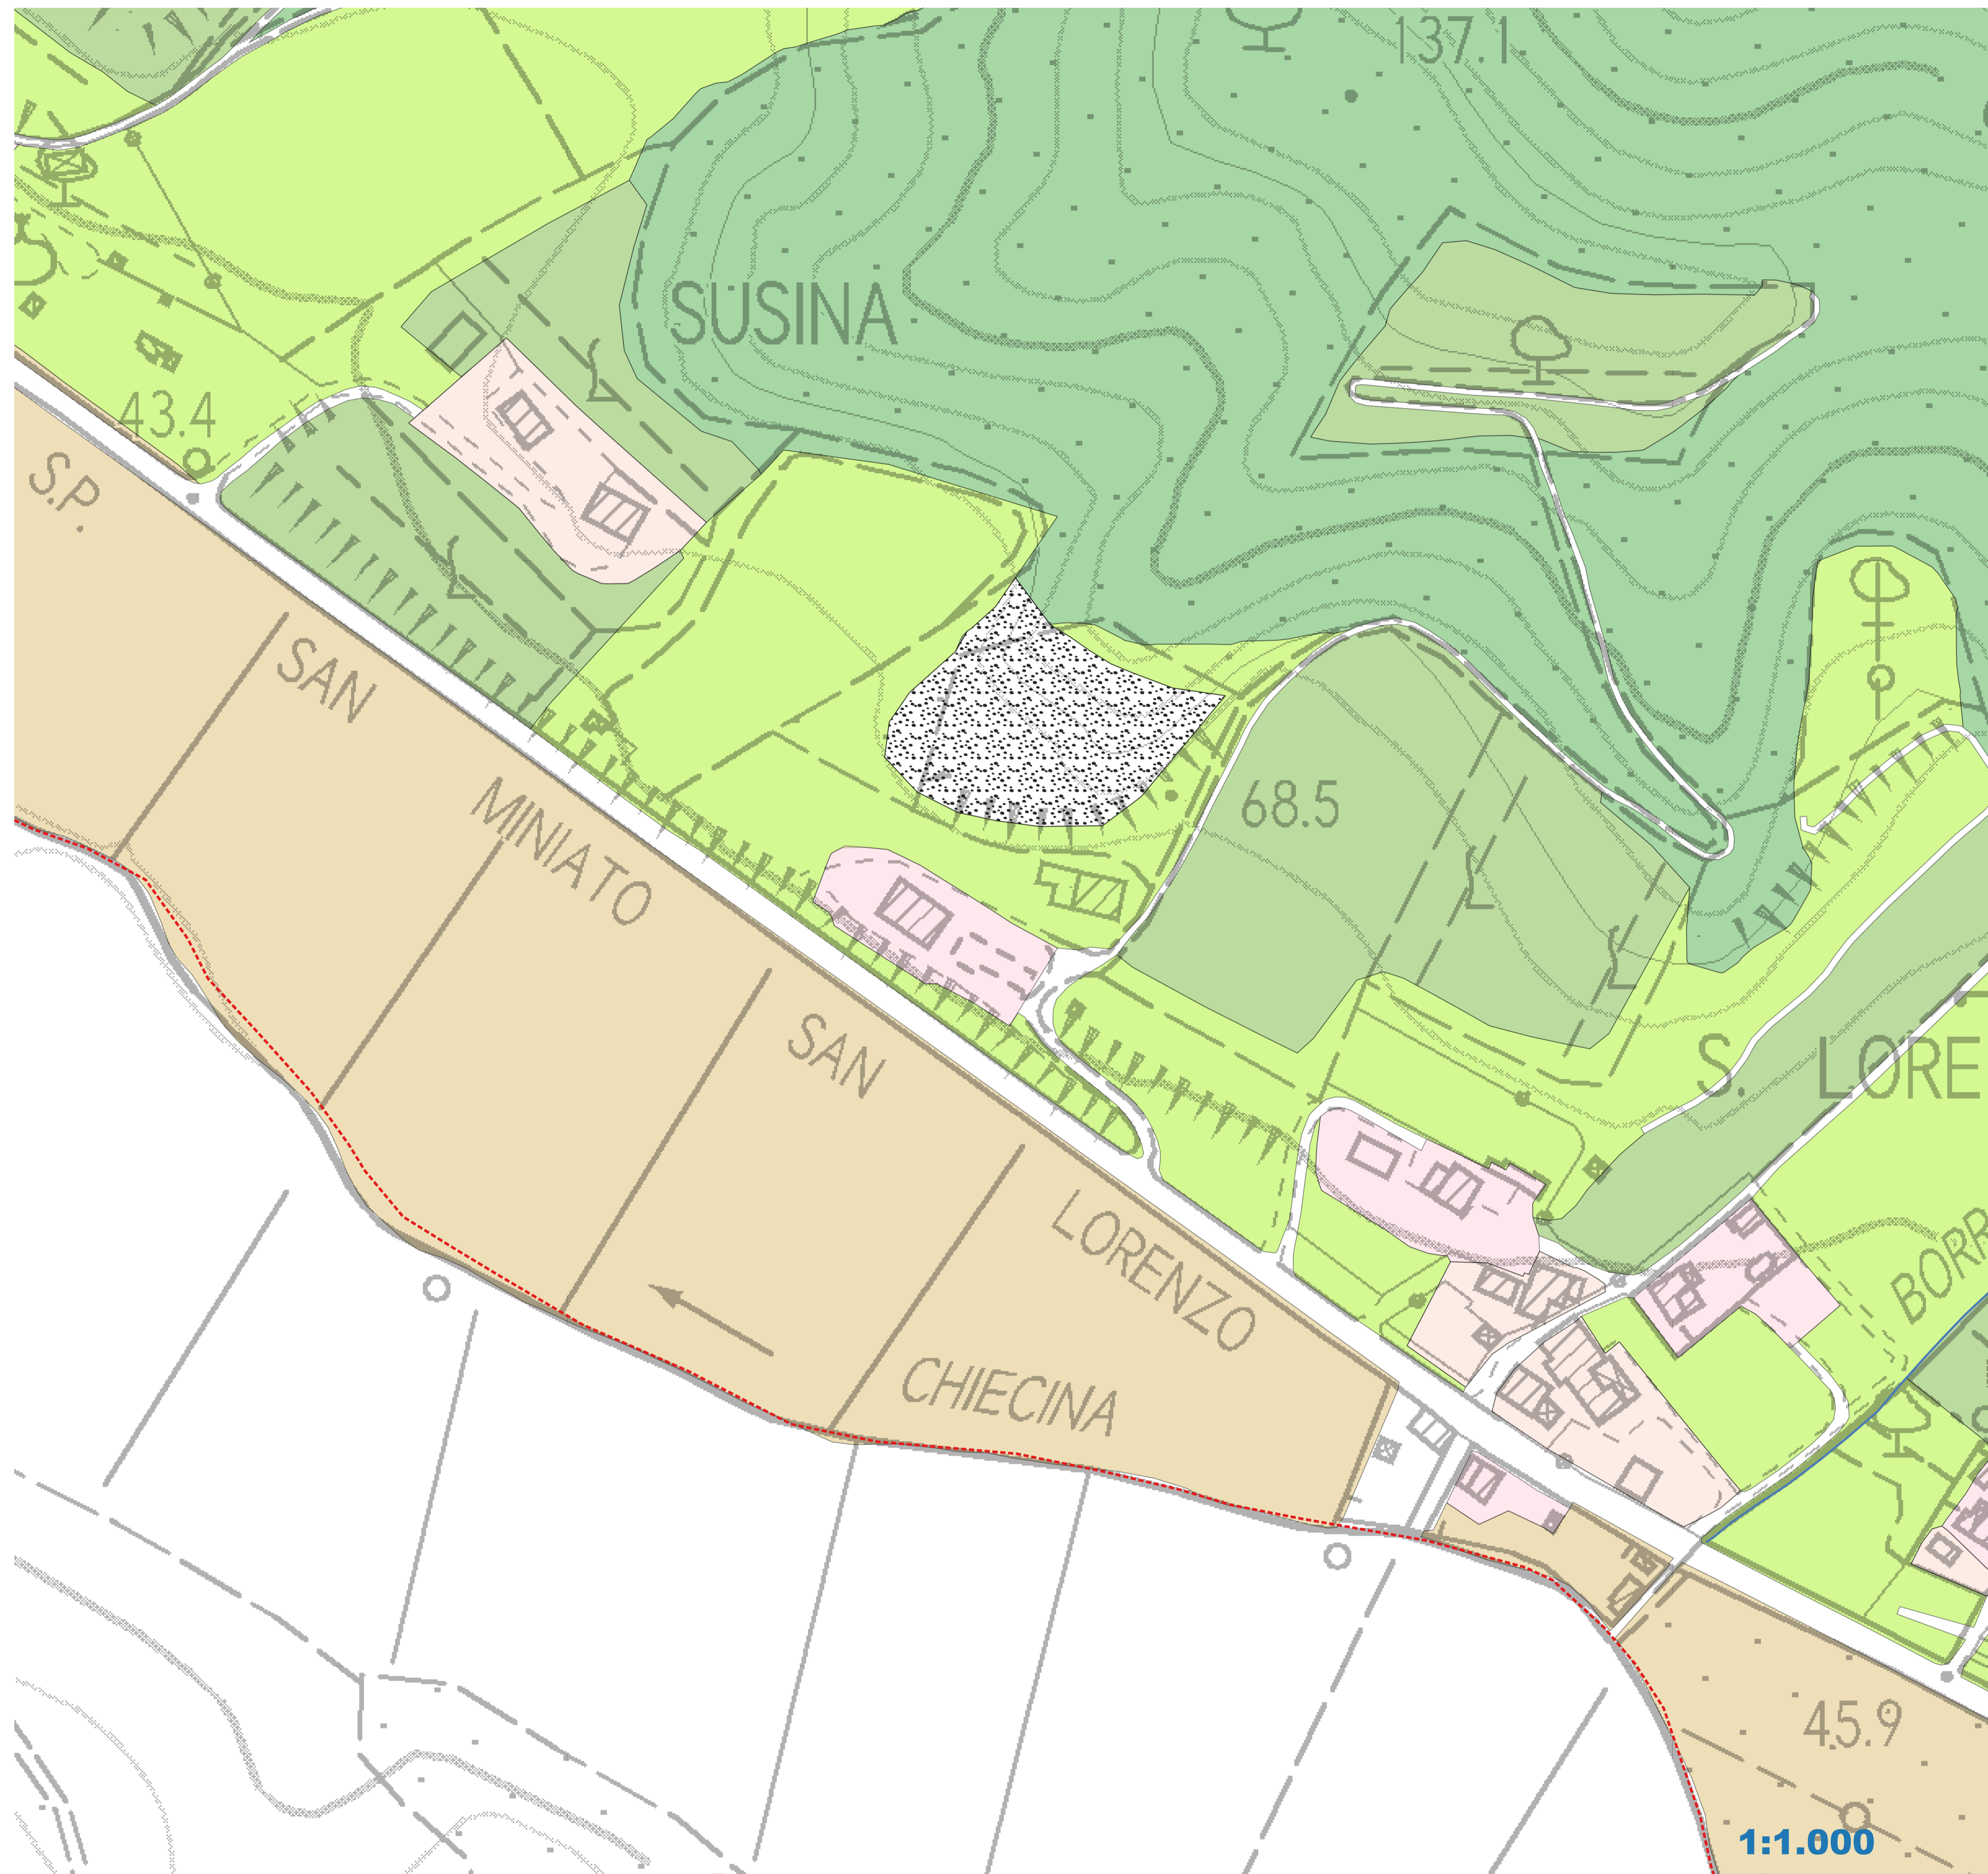 137.1
SUSINA
43.4
S.P.
SAN
MINIATO
68.5
SAN
S. LORE
LORENZO
BORR
CHIECINA
45.9
1:1.000